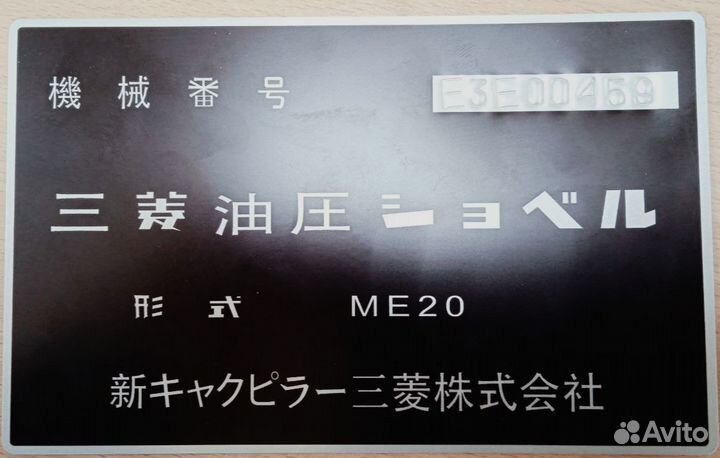 機械番号 E3E00459
三菱油圧ショベル
形式 ME20
新キャクピラー三菱株式会社
Avito